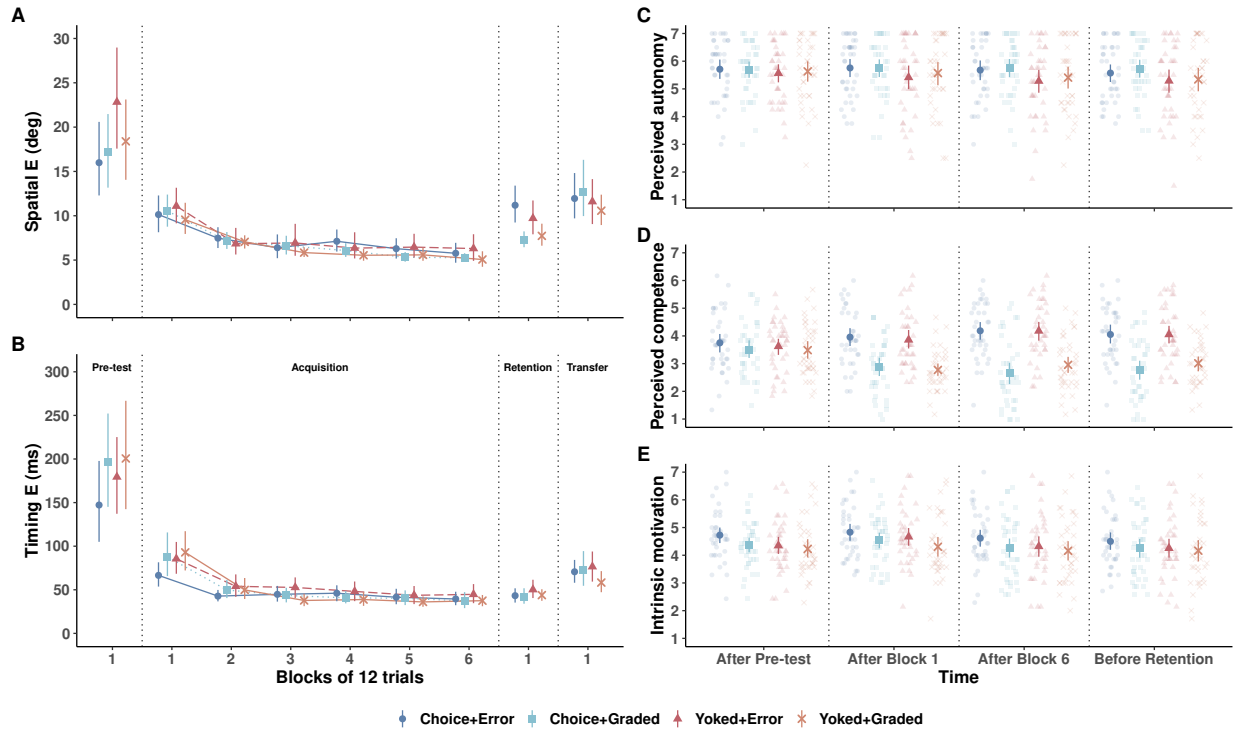 A
Spatial E (deg)
30
25
20
15
10
5
0
B
Timing E (ms)
300
250
200
150
100
50
0
Pre-test
Acquisition
Retention
Transfer
1 1 2 3 4 5 6 1 1
Blocks of 12 trials
C
Perceived autonomy
7
6
5
4
3
2
1
D
Perceived competence
7
6
5
4
3
2
1
E
Intrinsic motivation
7
6
5
4
3
2
1
After Pre-test After Block 1 After Block 6 Before Retention
Time
Choice+Error Choice+Graded Yoked+Error Yoked+Graded